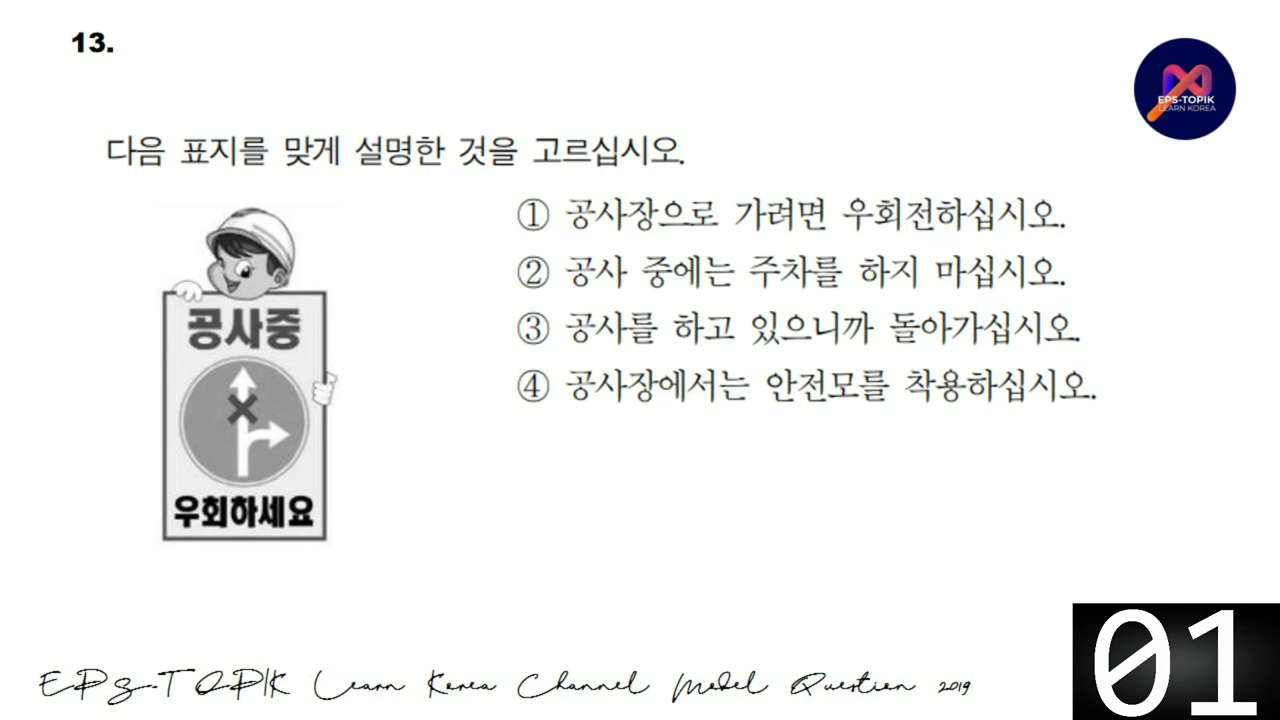 13.
EPS-TOPIK
LEARN KOREA
다음 표지를 맞게 설명한 것을 고르십시오.
공사중
우회하세요
① 공사장으로 가려면 우회전하십시오.
② 공사 중에는 주차를 하지 마십시오.
③ 공사를 하고 있으니까 돌아가십시오.
④ 공사장에서는 안전모를 착용하십시오.
EPS-TOPIK Learn Korea Channel Model Question 2019
01